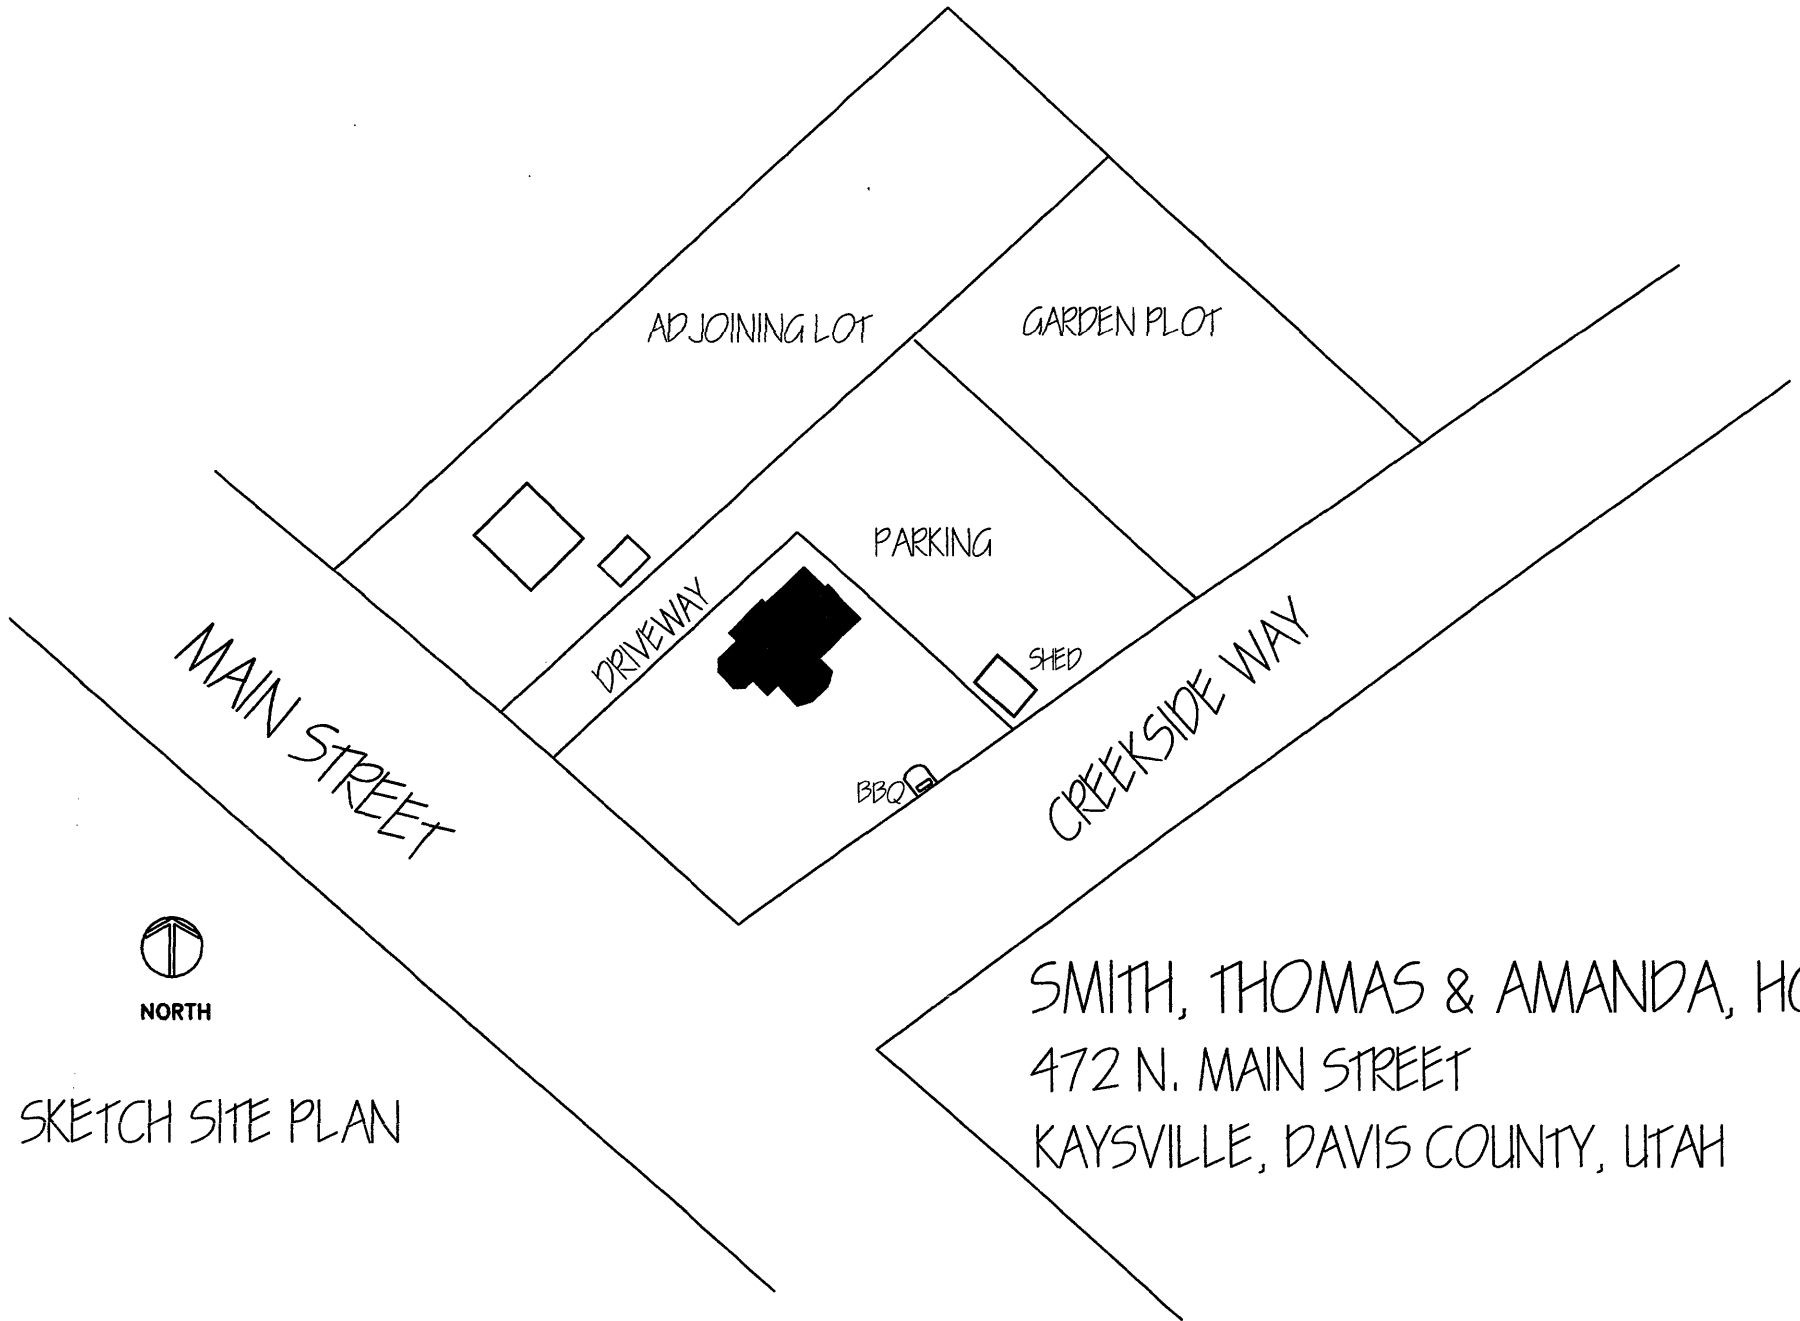 ADJOINING LOT
GARDEN PLOT
PARKING
DRIVEWAY
SHED
MAIN STREET
CREEKSIDE WAY
BBQ
NORTH
SKETCH SITE PLAN
SMITH, THOMAS & AMANDA,
472 N. MAIN STREET
KAYSVILLE, DAVIS COUNTY, UTAH